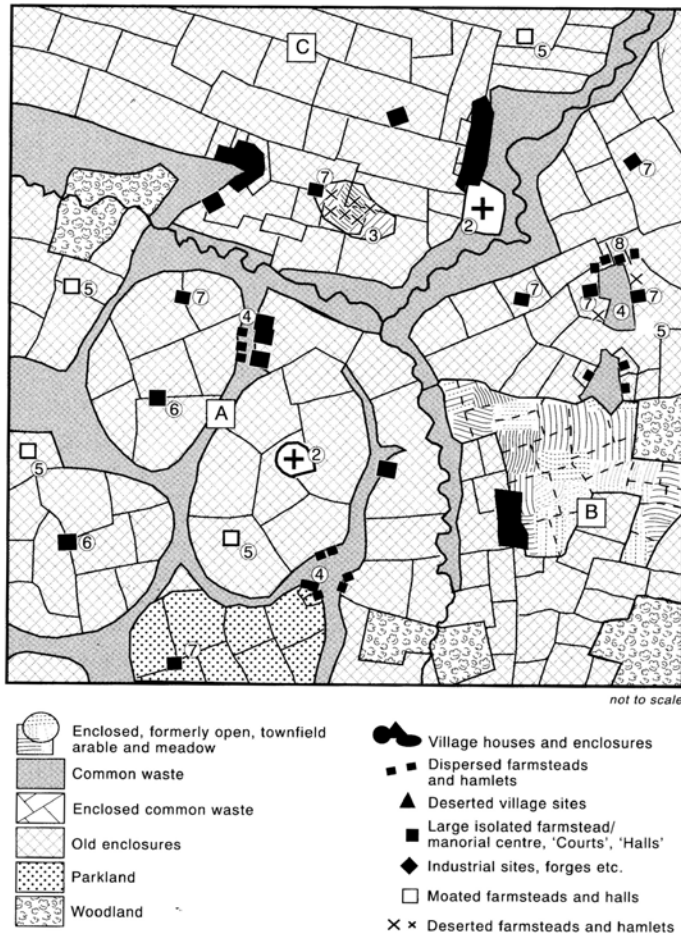 C
5
7
7
3
2
8
5
7
7
4
7
4
7
5
6
A
2
5
B
6
5
4
7
not to scale
Enclosed, formerly open, townfield
arable and meadow
Common waste
Enclosed common waste
Old enclosures
Parkland
Woodland
Village houses and enclosures
Dispersed farmsteads
and hamlets
Deserted village sites
Large isolated farmstead/
manorial centre, 'Courts', 'Halls'
Industrial sites, forges etc.
Moated farmsteads and halls
Deserted farmsteads and hamlets